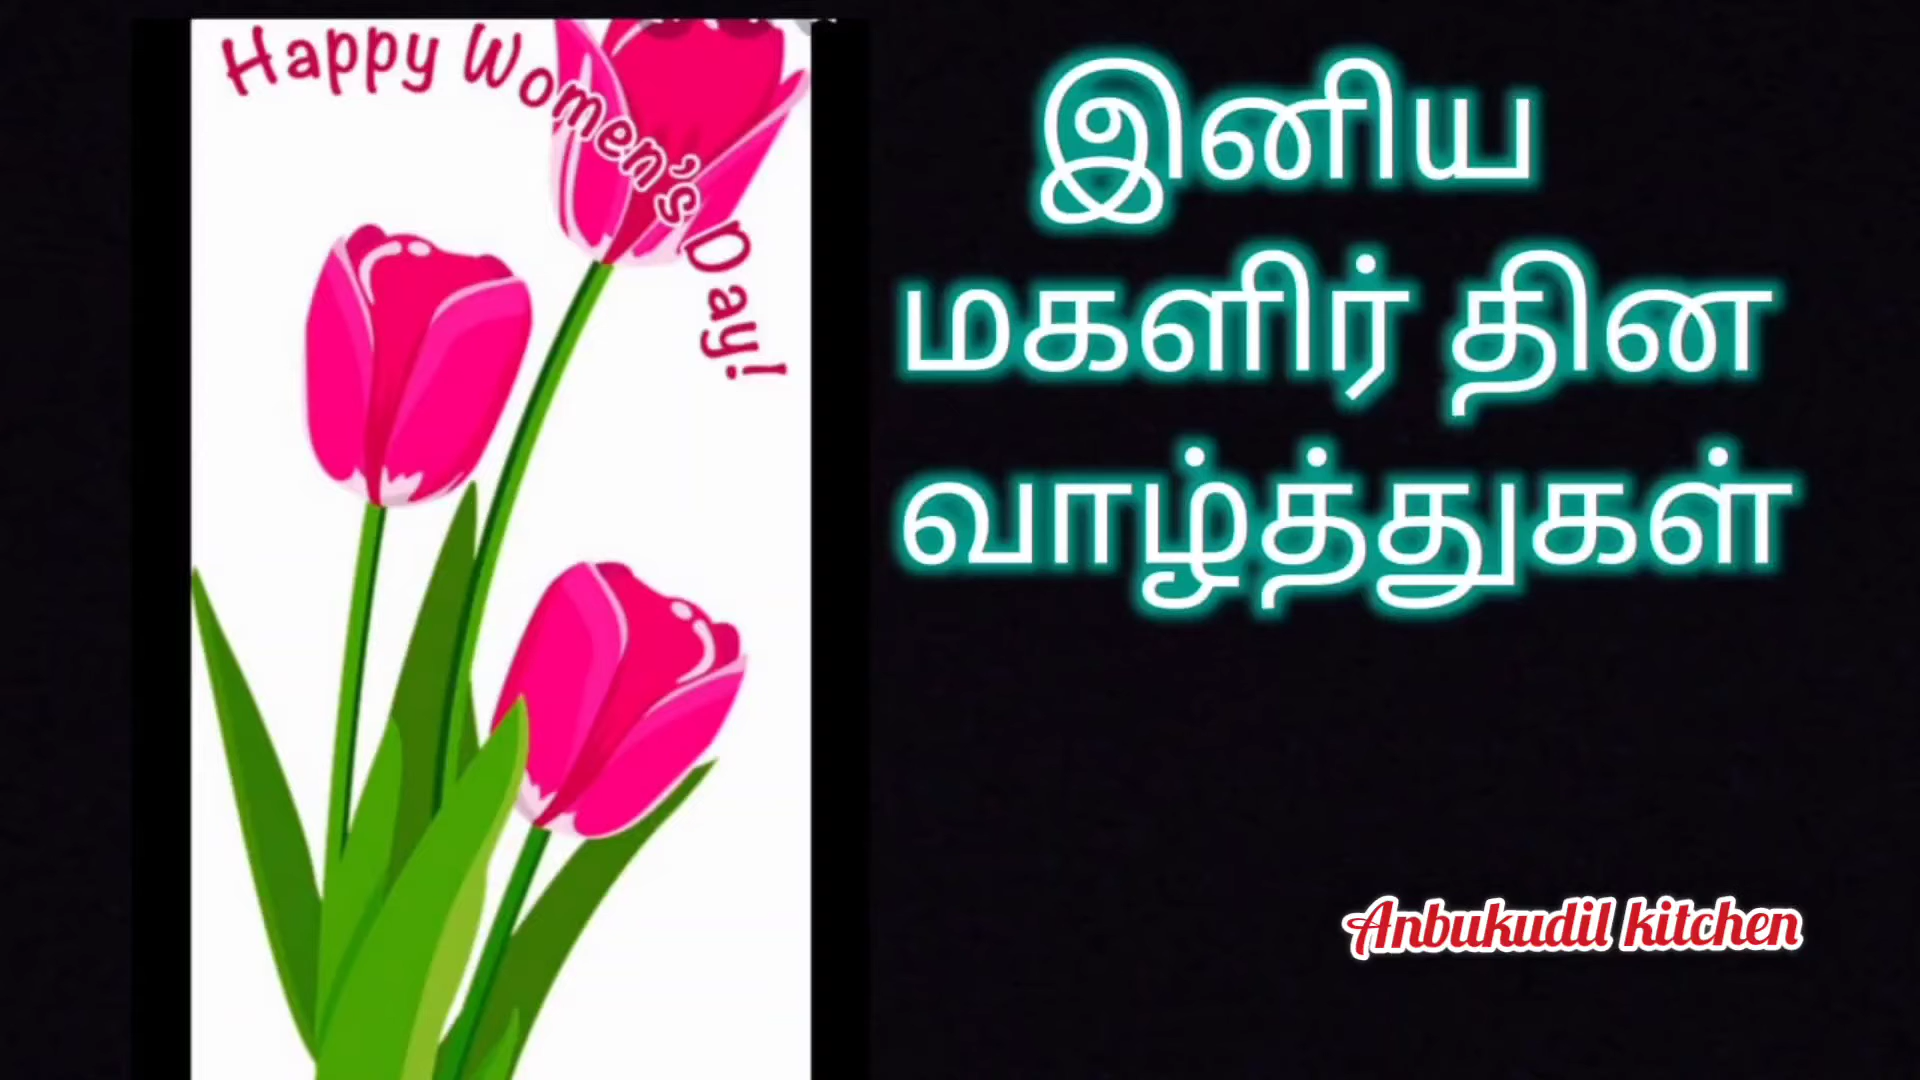 Happy Women's Day!
இனிய
மகளிர் தின
வாழ்த்துகள்
Anbukudil kitchen